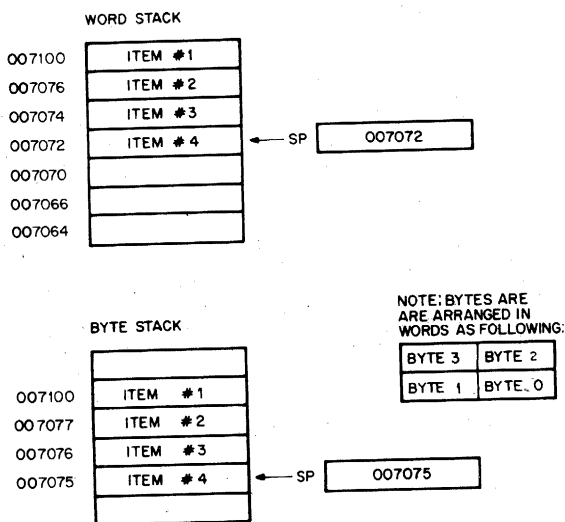 WORD STACK
007100 ITEM #1
007076 ITEM #2
007074 ITEM #3
007072 ITEM #4 SP 007072
007070
007066
007064
NOTE: BYTES ARE
ARE ARRANGED IN
WORDS AS FOLLOWING:
BYTE 3 BYTE 2
BYTE 1 BYTE 0
BYTE STACK
007100 ITEM #1
007077 ITEM #2
007076 ITEM #3
007075 ITEM #4 SP 007075